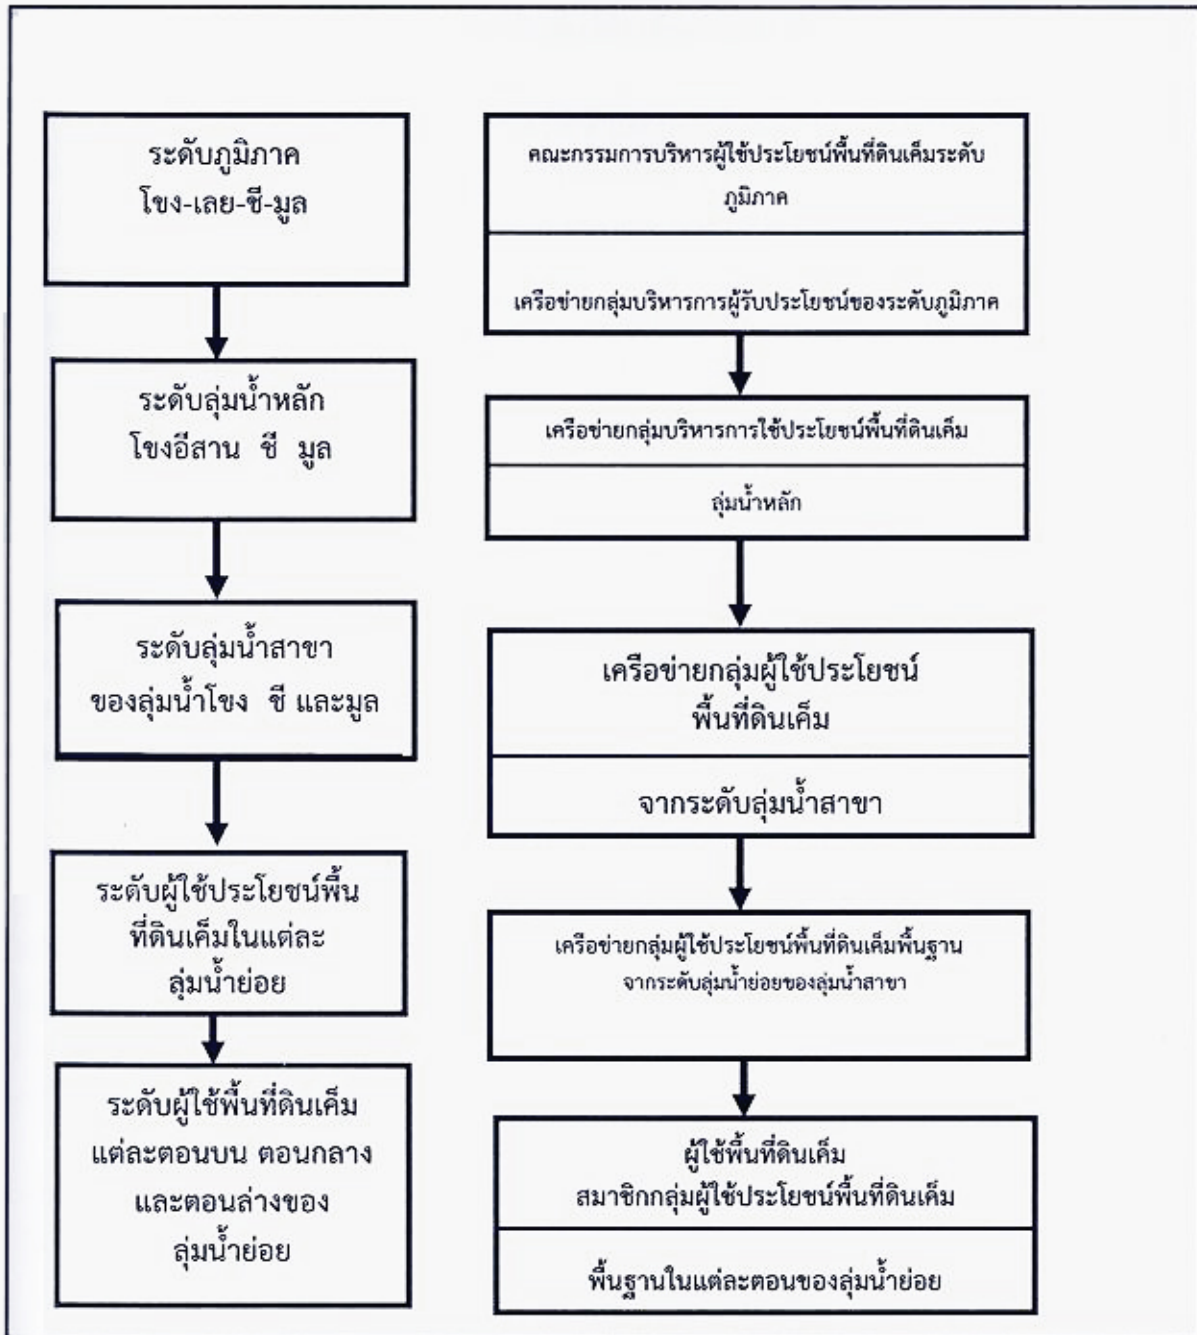 ระดับภูมิภาค
โขง-เลย-ชี-มูล
ระดับลุ่มน้ำหลัก
โขงอีสาน ชี มูล
ระดับลุ่มน้ำสาขา
ของลุ่มน้ำโขง ชี และมูล
ระดับผู้ใช้ประโยชน์พื้น
ที่ดินเค็มในแต่ละ
ลุ่มน้ำย่อย
ระดับผู้ใช้พื้นที่ดินเค็ม
แต่ละตอนบน ตอนกลาง
และตอนล่างของ
ลุ่มน้ำย่อย
คณะกรรมการบริหารผู้ใช้ประโยชน์พื้นที่ดินเค็มระดับ
ภูมิภาค
เครือข่ายกลุ่มบริหารการผู้รับประโยชน์ของระดับภูมิภาค
เครือข่ายกลุ่มบริหารการใช้ประโยชน์พื้นที่ดินเค็ม
ลุ่มน้ำหลัก
เครือข่ายกลุ่มผู้ใช้ประโยชน์
พื้นที่ดินเค็ม
จากระดับลุ่มน้ำสาขา
เครือข่ายกลุ่มผู้ใช้ประโยชน์พื้นที่ดินเค็มพื้นฐาน
จากระดับลุ่มน้ำย่อยของลุ่มน้ำสาขา
ผู้ใช้พื้นที่ดินเค็ม
สมาชิกกลุ่มผู้ใช้ประโยชน์พื้นที่ดินเค็ม
พื้นฐานในแต่ละตอนของลุ่มน้ำย่อย